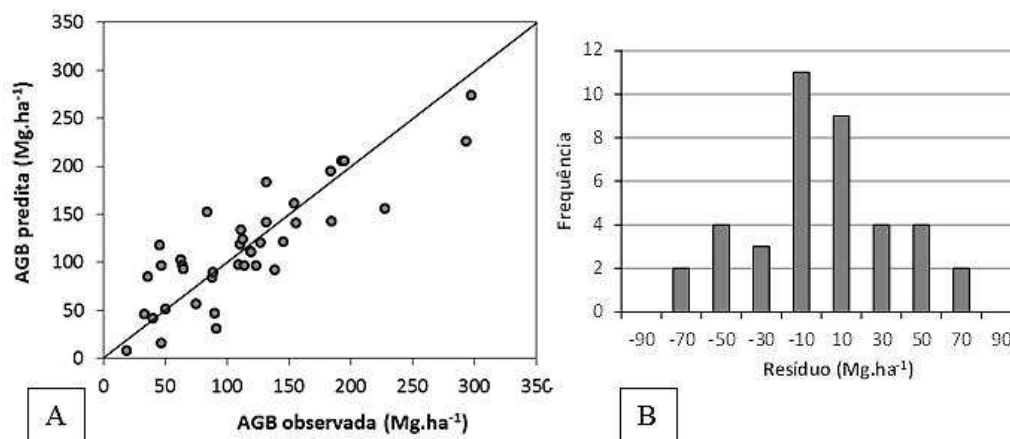 350
300
250
200
150
100
50
0
AGB predita (Mg.ha⁻¹)
0 50 100 150 200 250 300 350
AGB observada (Mg.ha⁻¹)
A
12
10
8
6
4
2
0
Frequência
-90 -70 -50 -30 -10 10 30 50 70 90
Resíduo (Mg.ha⁻¹)
B